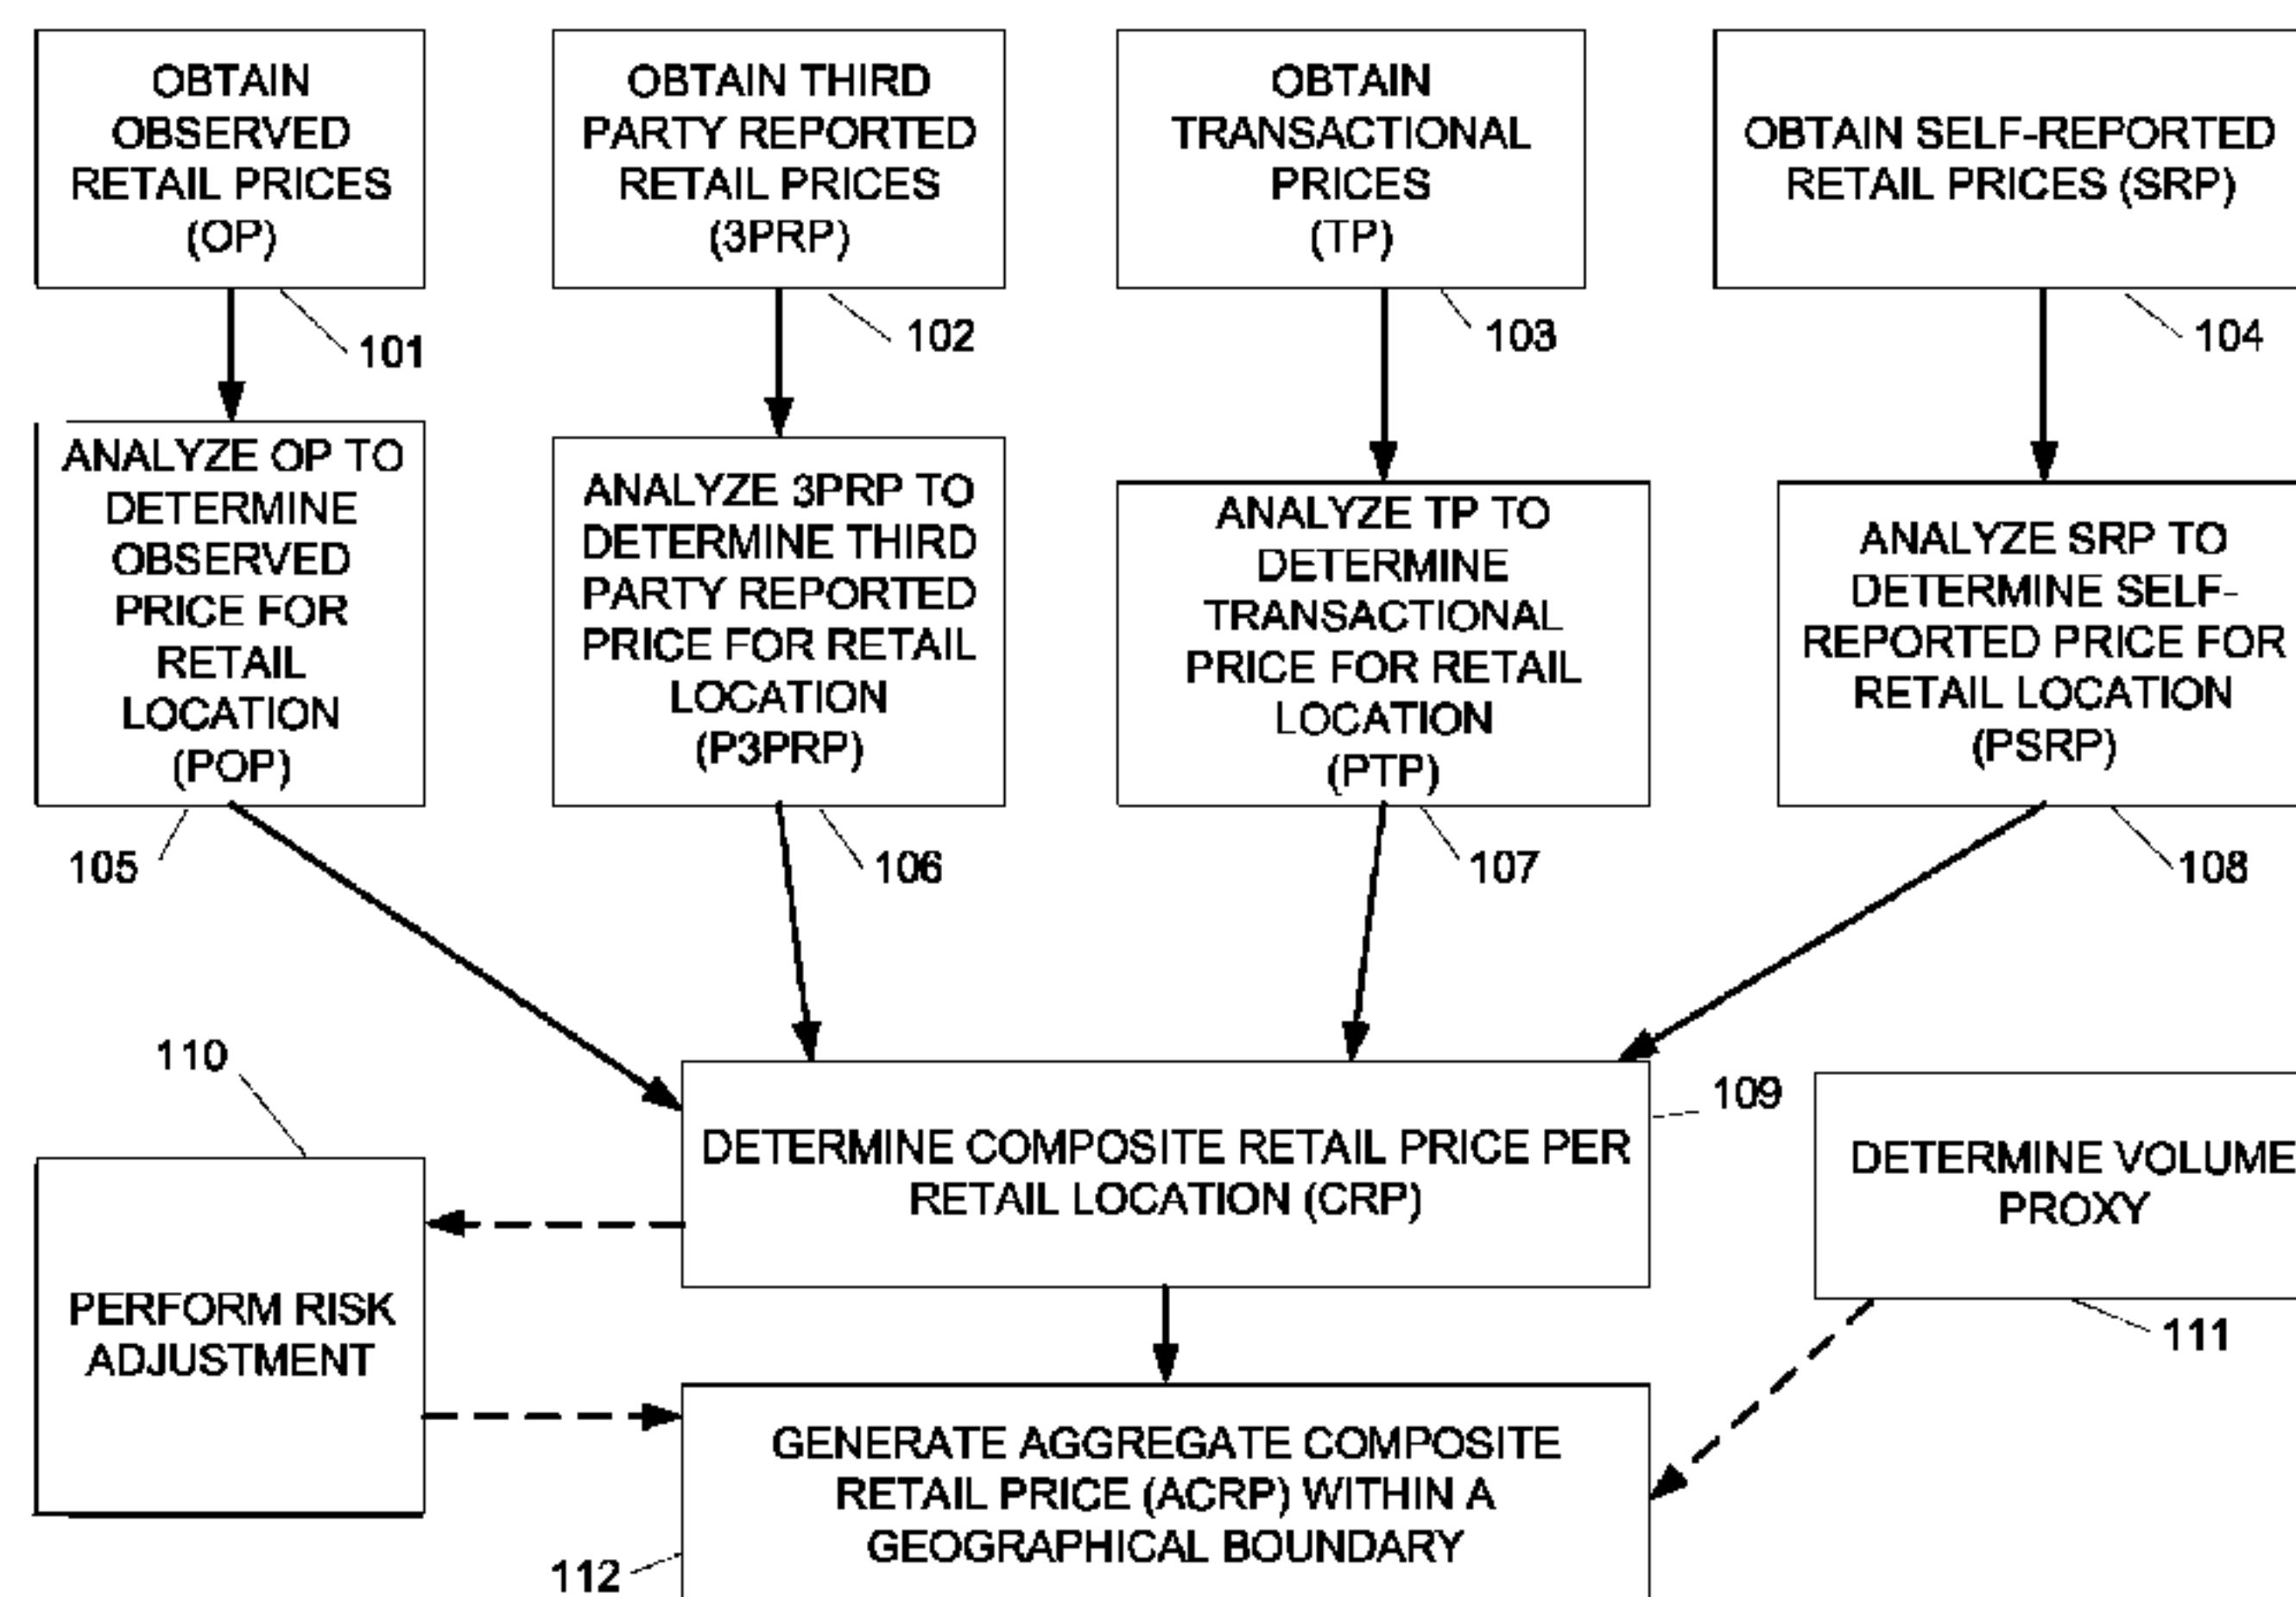 OBTAIN
OBSERVED
RETAIL PRICES
(OP)
OBTAIN THIRD
PARTY REPORTED
RETAIL PRICES
(3PRP)
OBTAIN
TRANSACTIONAL
PRICES
(TP)
OBTAIN SELF-REPORTED
RETAIL PRICES (SRP)
101
102
103
104
ANALYZE OP TO
DETERMINE
OBSERVED
PRICE FOR
RETAIL
LOCATION
(POP)
ANALYZE 3PRP TO
DETERMINE THIRD
PARTY REPORTED
PRICE FOR RETAIL
LOCATION
(P3PRP)
ANALYZE TP TO
DETERMINE
TRANSACTIONAL
PRICE FOR RETAIL
LOCATION
(PTP)
ANALYZE SRP TO
DETERMINE SELF-
REPORTED PRICE FOR
RETAIL LOCATION
(PSRP)
105
106
107
108
110
109
DETERMINE COMPOSITE RETAIL PRICE PER
RETAIL LOCATION (CRP)
DETERMINE VOLUME
PROXY
PERFORM RISK
ADJUSTMENT
111
GENERATE AGGREGATE COMPOSITE
RETAIL PRICE (ACRP) WITHIN A
GEOGRAPHICAL BOUNDARY
112